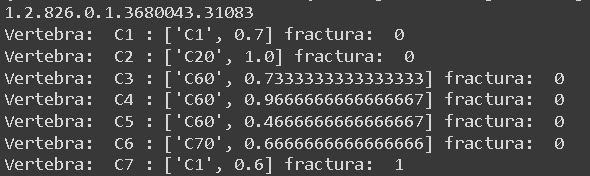 1.2.826.0.1.3680043.31083
Vertebra:  C1 : ['C1', 0.7] fractura:  0
Vertebra:  C2 : ['C20', 1.0] fractura:  0
Vertebra:  C3 : ['C60', 0.7333333333333333] fractura:  0
Vertebra:  C4 : ['C60', 0.9666666666666667] fractura:  0
Vertebra:  C5 : ['C60', 0.4666666666666667] fractura:  0
Vertebra:  C6 : ['C70', 0.6666666666666666] fractura:  0
Vertebra:  C7 : ['C1', 0.6] fractura:  1